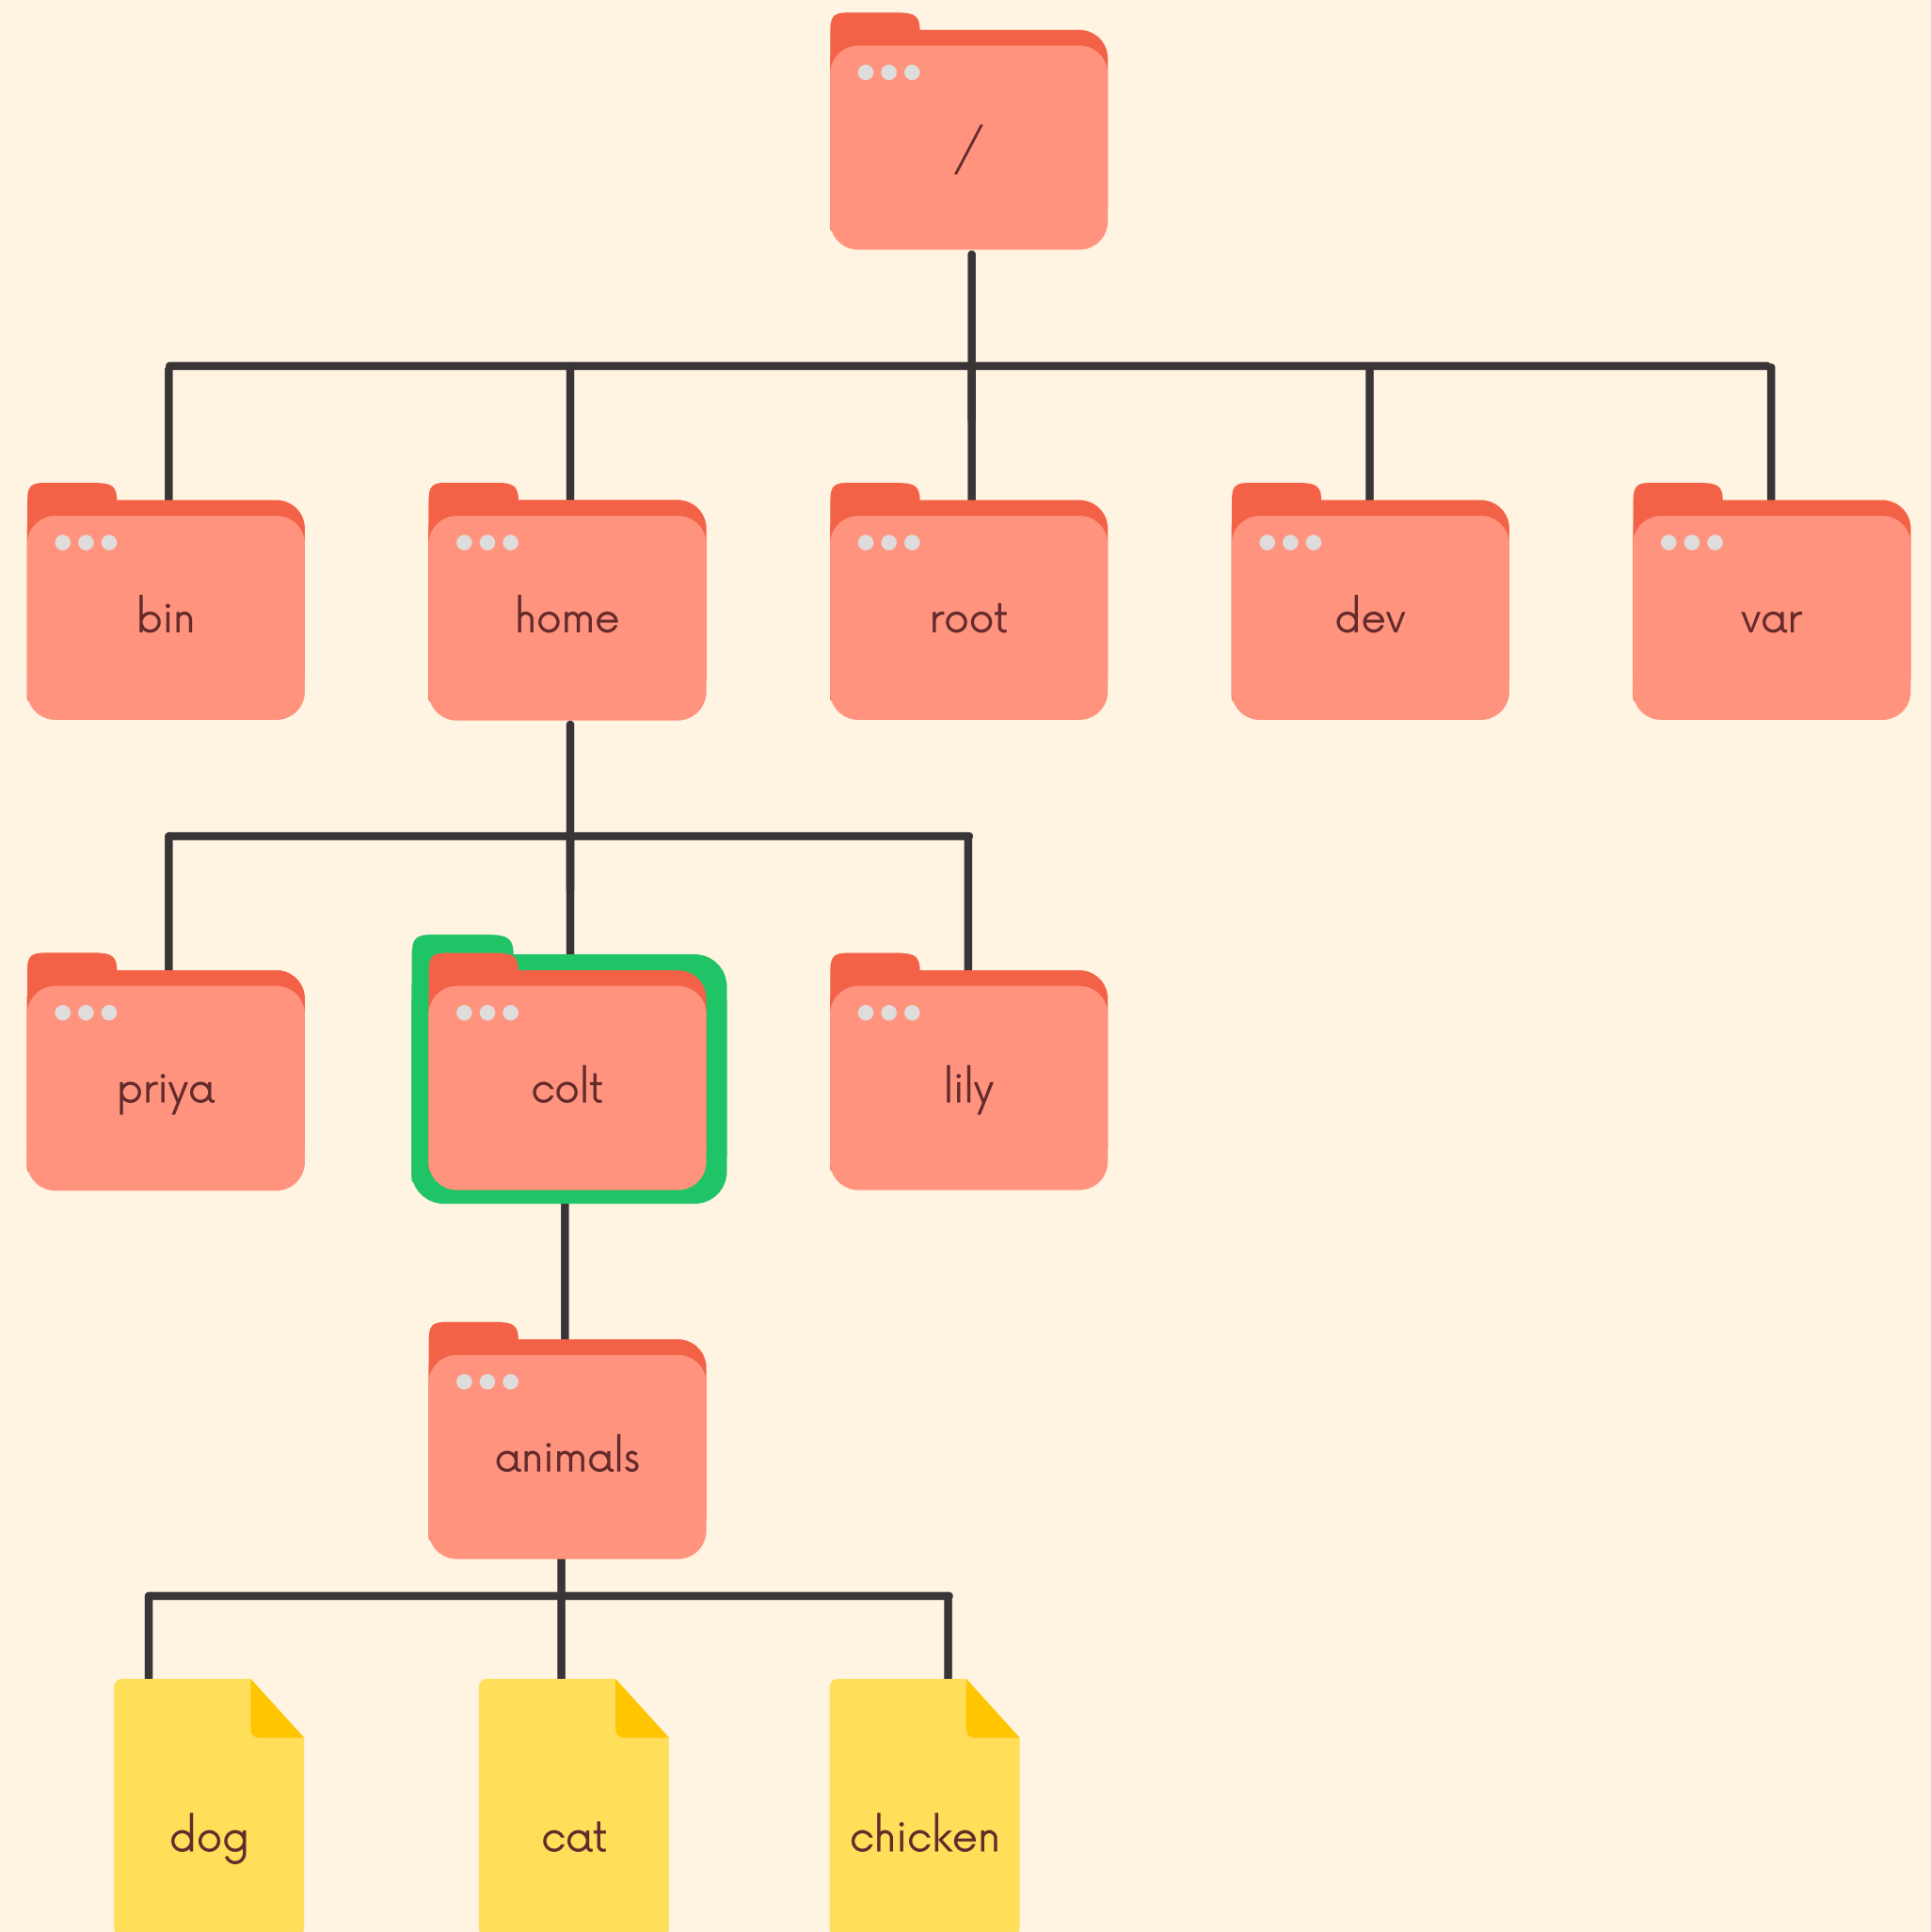 /
bin
home
root
dev
var
priya
colt
lily
animals
dog
cat
chicken